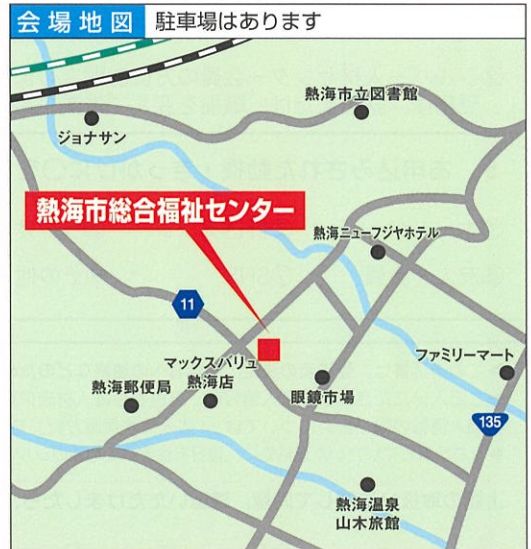 会場地図 駐車場はあります
熱海市立図書館
ジョナサン
熱海市総合福祉センター
熱海ニューフジヤホテル
11
マックスバリュ
熱海店
ファミリーマート
熱海郵便局
眼鏡市場
135
熱海温泉
山木旅館